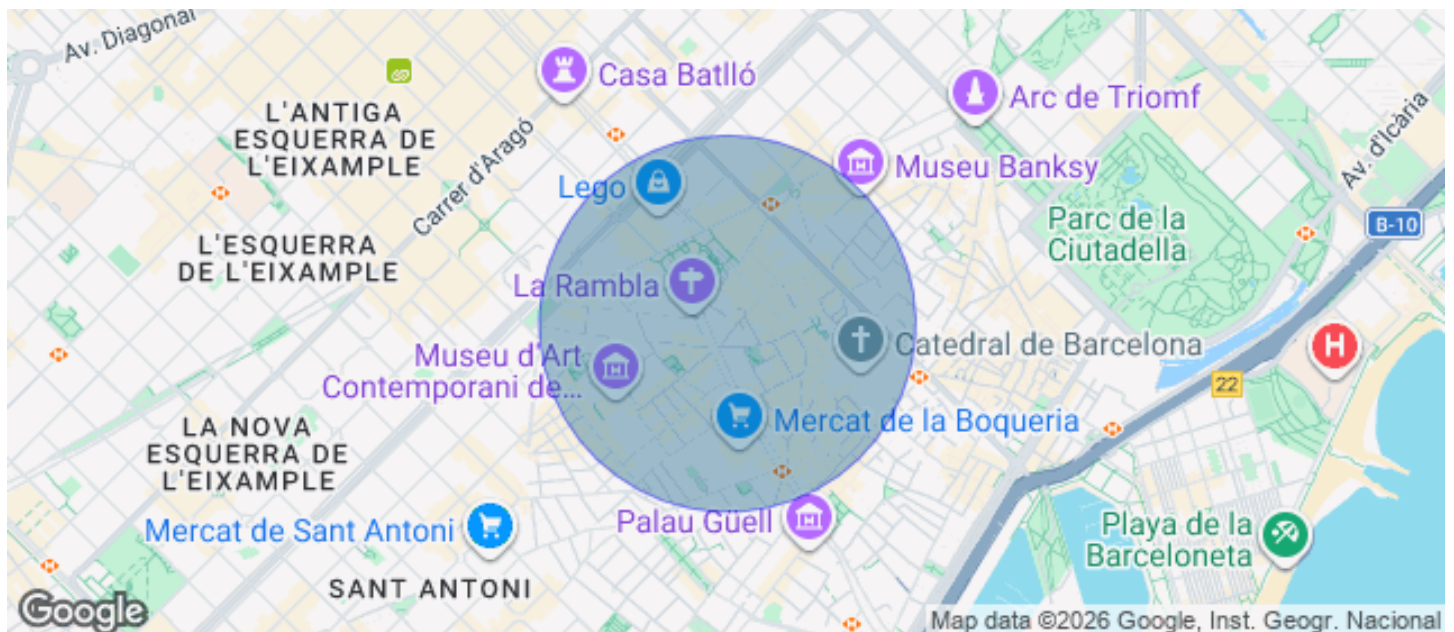 Av. Diagonal
Casa Batlló
Arc de Triomf
L'ANTIGA
ESQUERRA DE
L'EIXAMPLE
Carrer d'Aragó
Museu Banksy
Av. d'Icària
Lego
B-10
Parc de la
Ciutadella
L'ESQUERRA
DE L'EIXAMPLE
La Rambla
Museu d'Art
Contemporani de...
Catedral de Barcelona
H
22
Mercat de la Boqueria
LA NOVA
ESQUERRA DE
L'EIXAMPLE
Mercat de Sant Antoni
Palau Güell
Playa de la
Barceloneta
SANT ANTONI
Google
Map data ©2026 Google, Inst. Geogr. Nacional